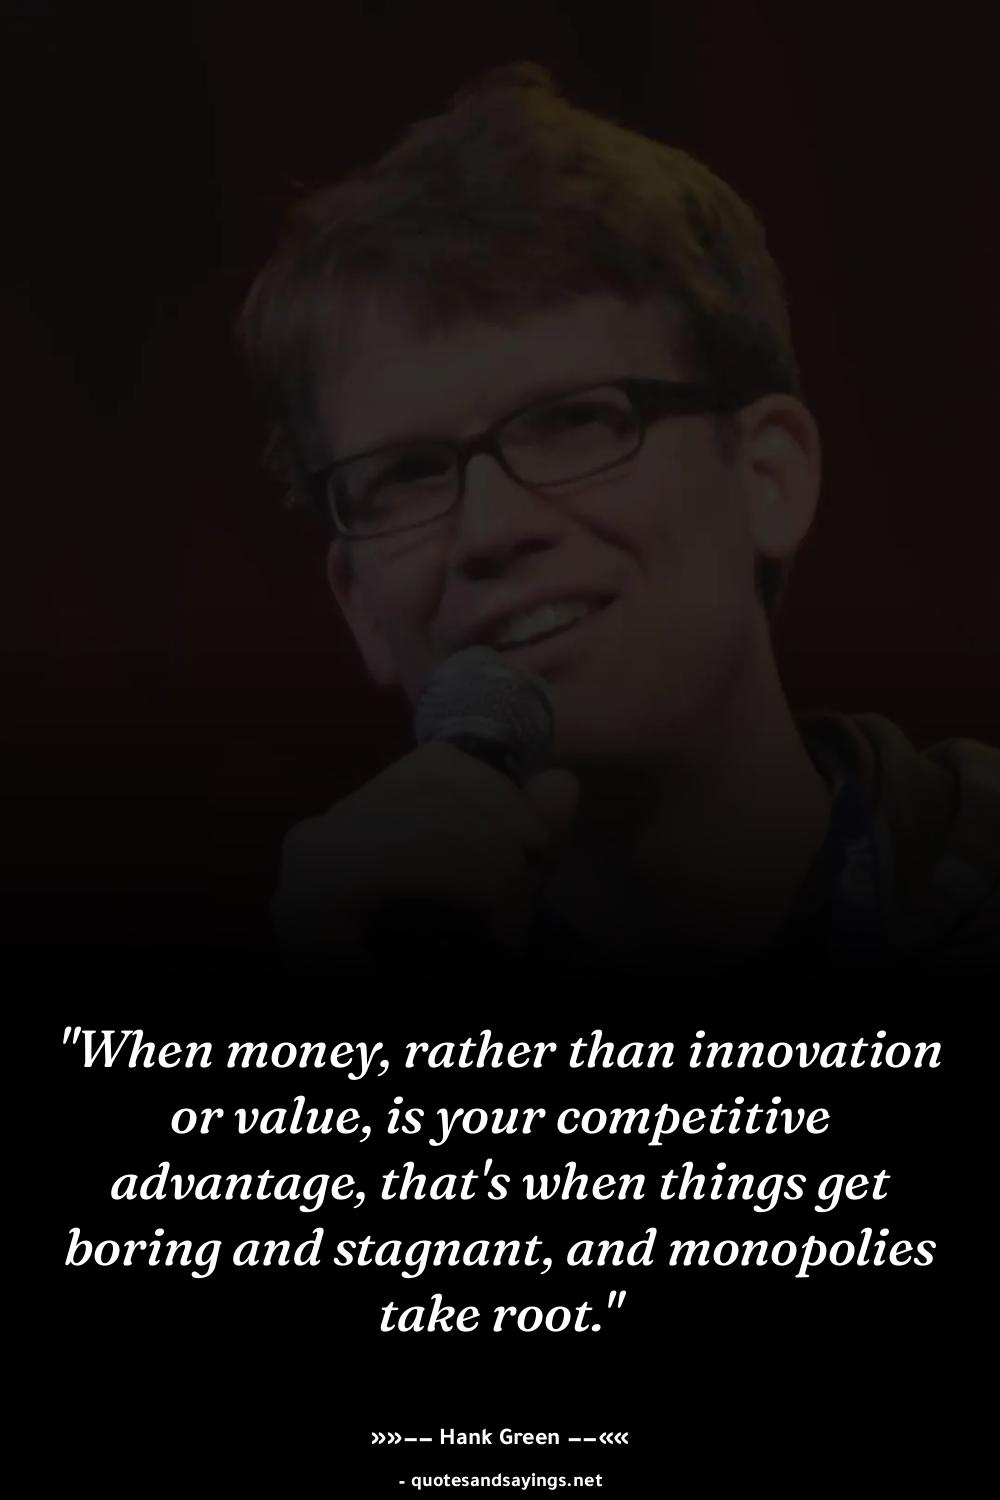 "When money, rather than innovation
or value, is your competitive
advantage, that's when things get
boring and stagnant, and monopolies
take root."
»»−− Hank Green −−««
- quotesandsayings.net